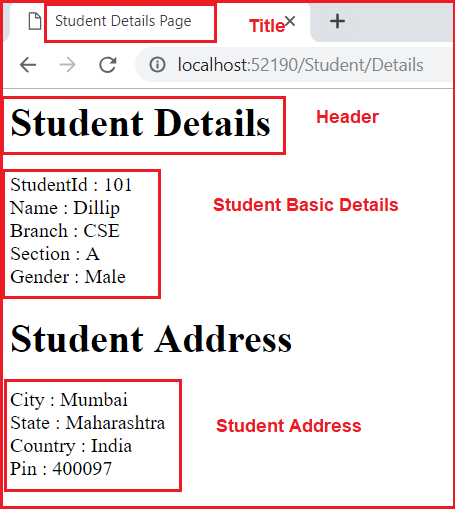 Student Details Page
Title
localhost:52190/Student/Details
Student Details
Header
StudentId : 101
Name : Dillip
Branch : CSE
Section : A
Gender : Male
Student Basic Details
Student Address
City : Mumbai
State : Maharashtra
Country : India
Pin : 400097
Student Address